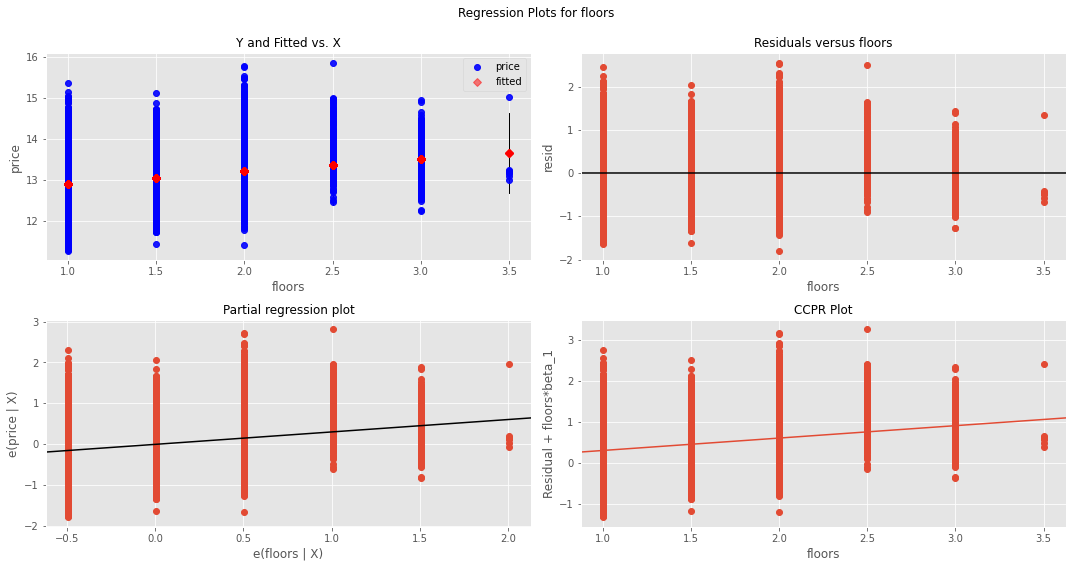 Regression Plots for floors
Y and Fitted vs. X
price
fitted
16
15
14
13
12
price
1.0 1.5 2.0 2.5 3.0 3.5
floors
Residuals versus floors
2
1
0
−1
−2
resid
1.0 1.5 2.0 2.5 3.0 3.5
floors
Partial regression plot
3
2
1
0
−1
−2
e(price | X)
−0.5 0.0 0.5 1.0 1.5 2.0
e(floors | X)
CCPR Plot
3
2
1
0
−1
Residual + floors*beta_1
1.0 1.5 2.0 2.5 3.0 3.5
floors